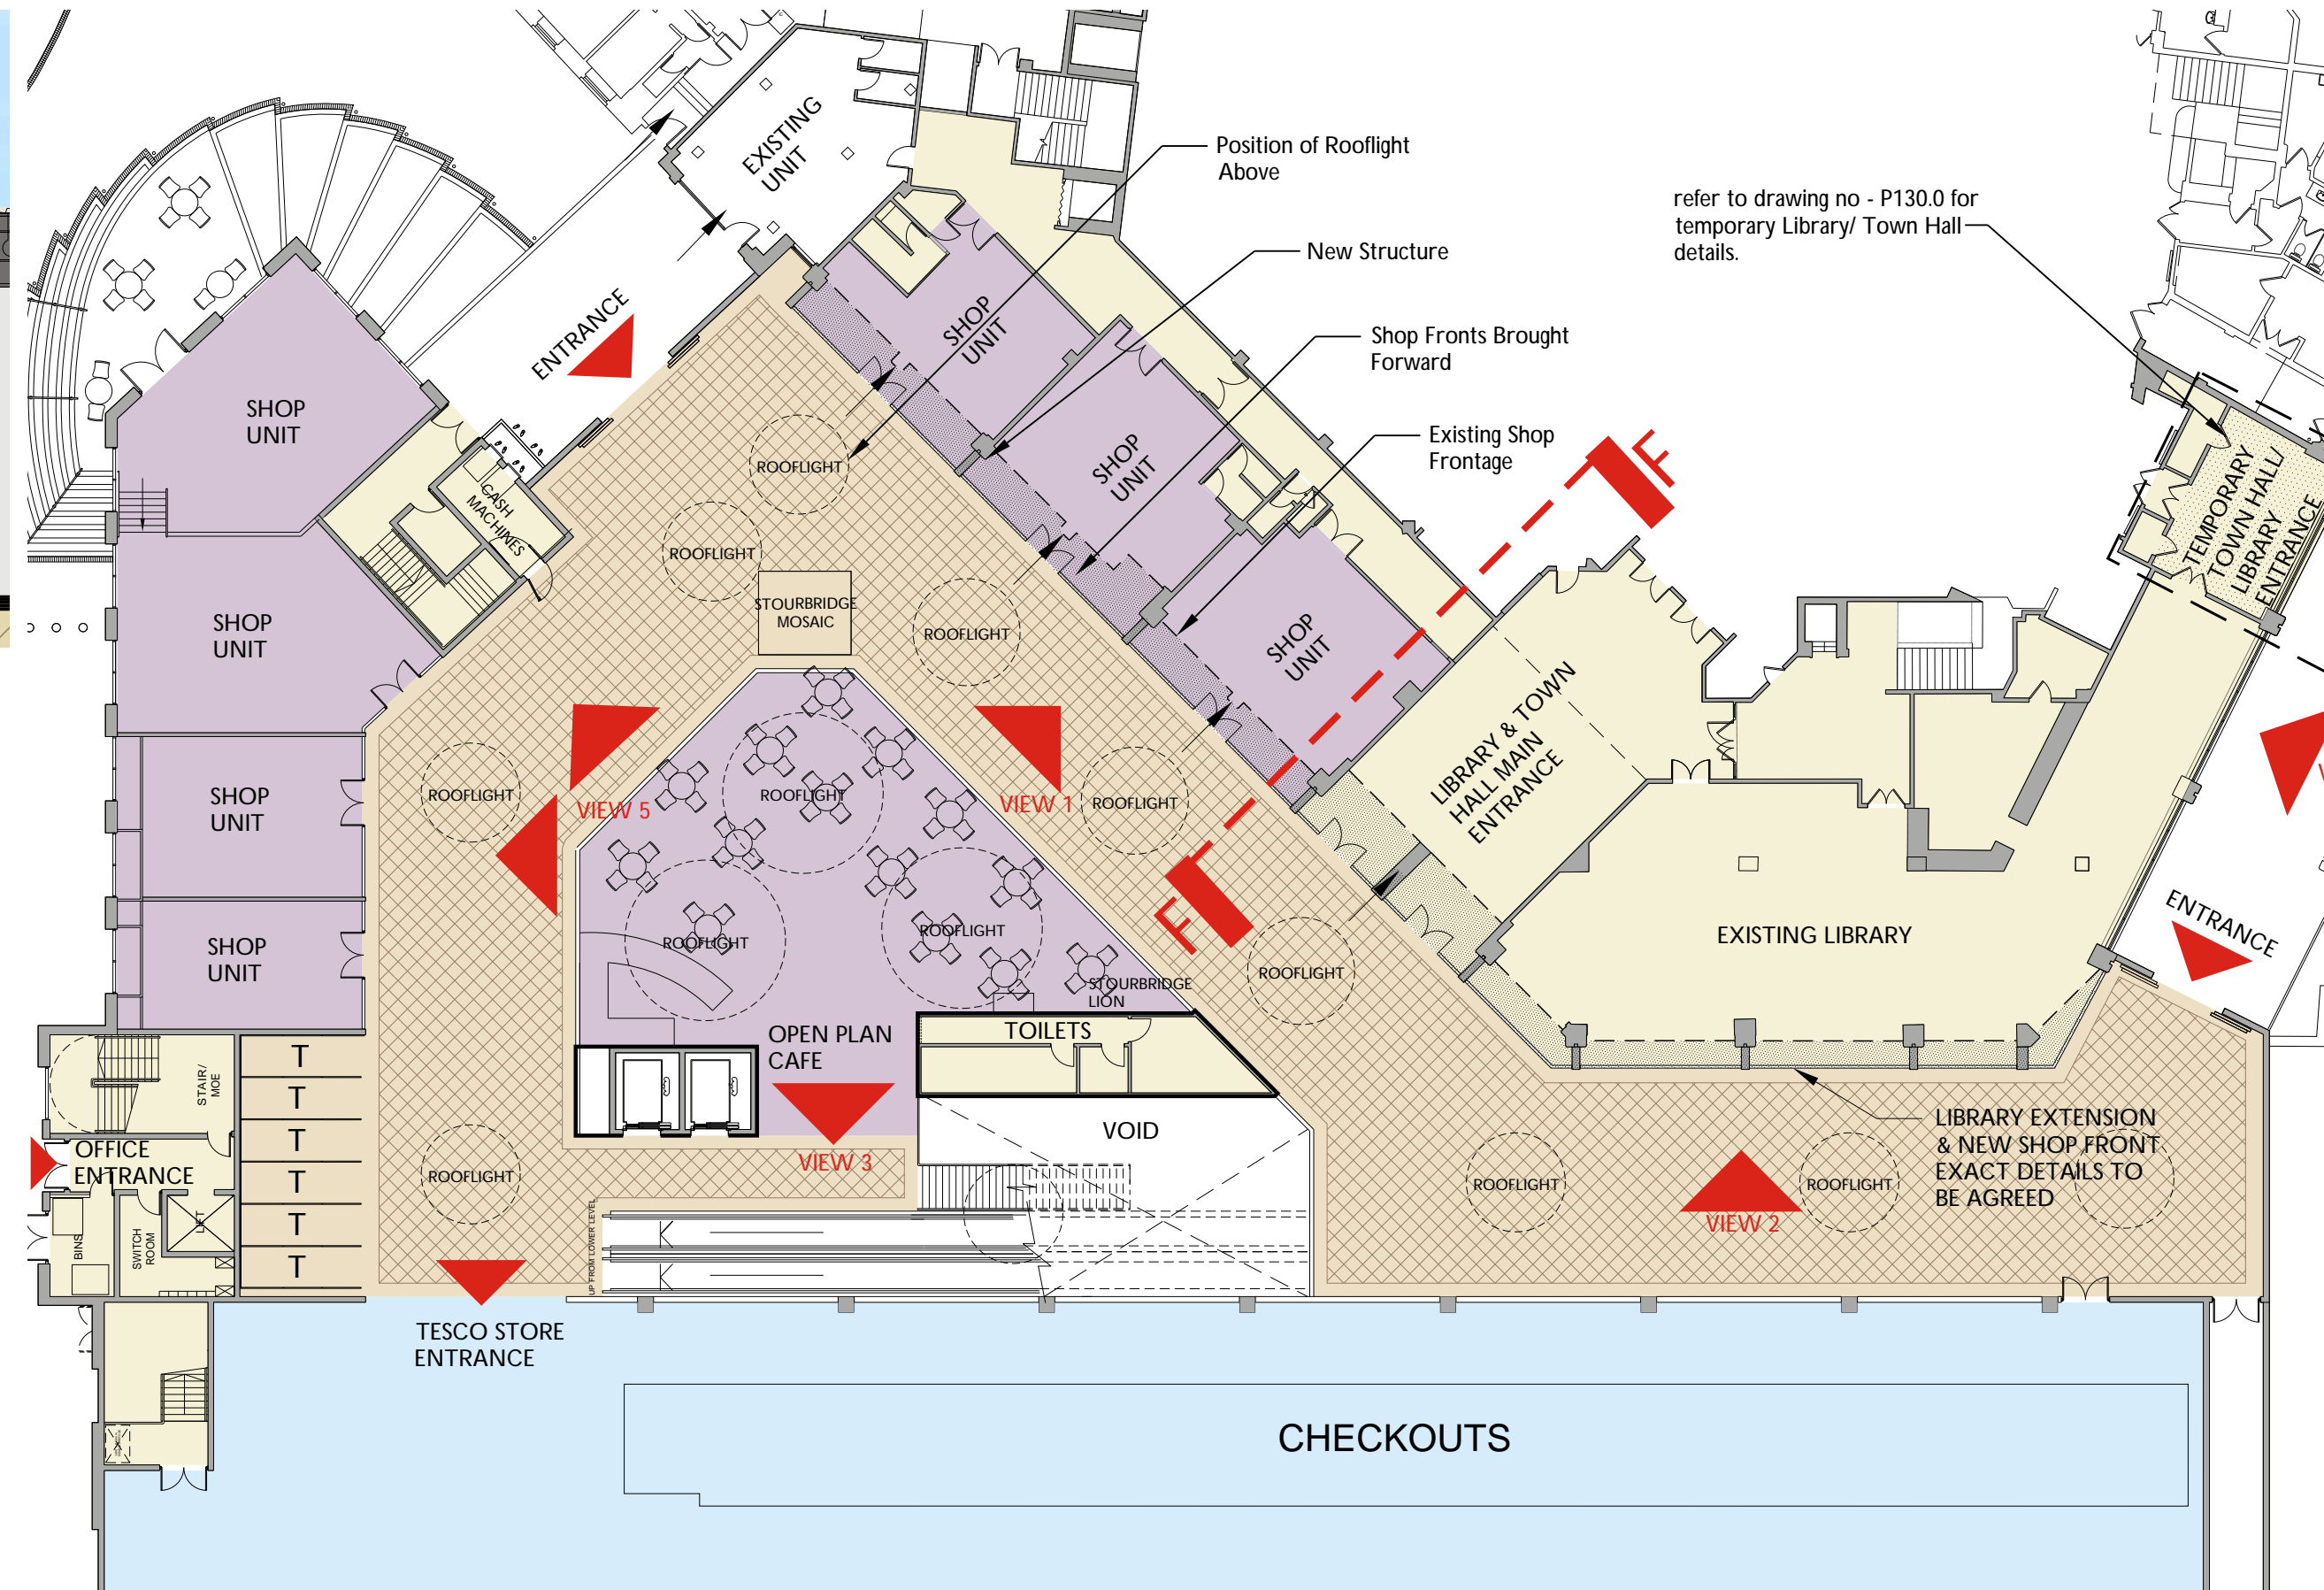 EXISTING
UNIT
Position of Rooflight
Above
New Structure
Shop Fronts Brought
Forward
Existing Shop
Frontage
refer to drawing no - P130.0 for
temporary Library/ Town Hall
details.
ENTRANCE
SHOP
UNIT
SHOP
UNIT
SHOP
UNIT
SHOP
UNIT
CASH
MACHINES
ROOFLIGHT
ROOFLIGHT
STOURBRIDGE
MOSAIC
ROOFLIGHT
SHOP
UNIT
F
TEMPORARY
TOWN HALL/
LIBRARY
ENTRANCE
SHOP
UNIT
LIBRARY & TOWN
HALL MAIN
ENTRANCE
ROOFLIGHT
VIEW 5
ROOFLIGHT
VIEW 1
ROOFLIGHT
SHOP
UNIT
SHOP
UNIT
ROOFLIGHT
ROOFLIGHT
F
ROOFLIGHT
EXISTING LIBRARY
ENTRANCE
STOURBRIDGE
LION
OPEN PLAN
CAFE
TOILETS
T
T
T
T
T
T
STAIR/
MOE
OFFICE
ENTRANCE
BINS
SWITCH
ROOM
LIFT
ROOFLIGHT
VIEW 3
VOID
UP FROM LOWER LEVEL
ROOFLIGHT
VIEW 2
ROOFLIGHT
LIBRARY EXTENSION
& NEW SHOP FRONT
EXACT DETAILS TO
BE AGREED
TESCO STORE
ENTRANCE
CHECKOUTS